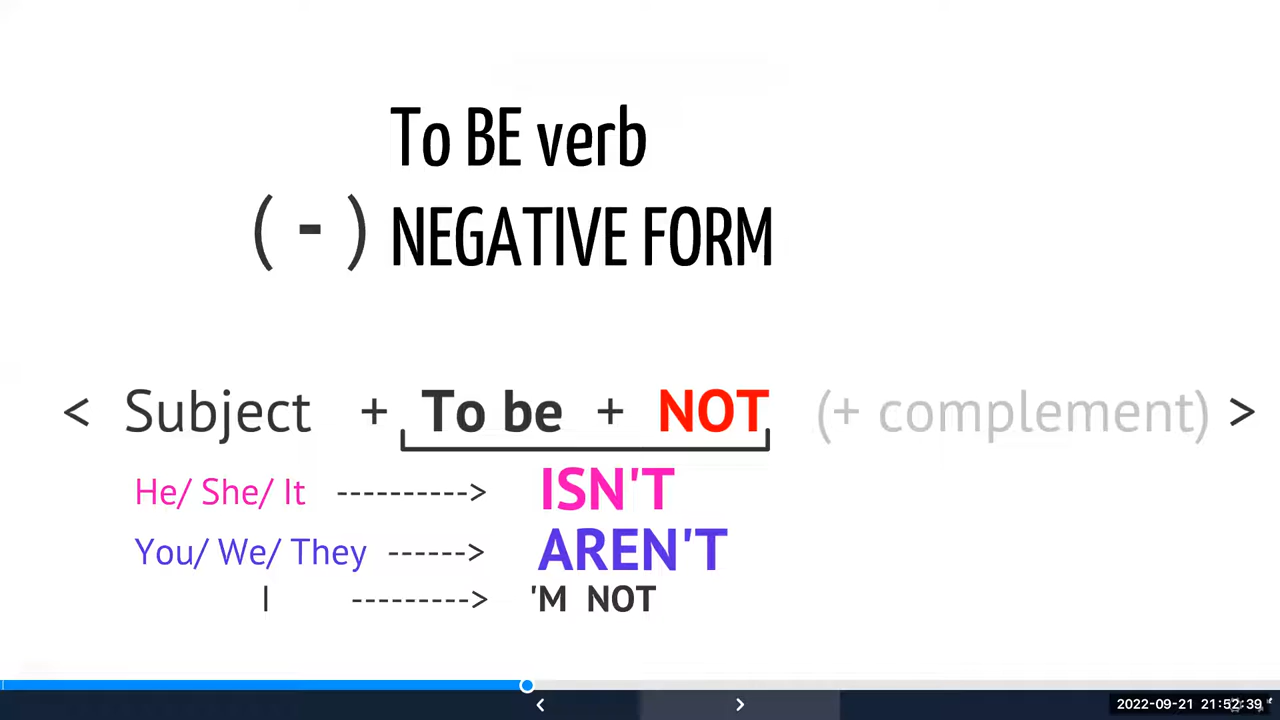 To BE verb
( - ) NEGATIVE FORM
< Subject + To be + NOT (+ complement) >
He/ She/ It ----------> ISN'T
You/ We/ They ------> AREN'T
I ---------> 'M NOT
2022-09-21 21:52:39